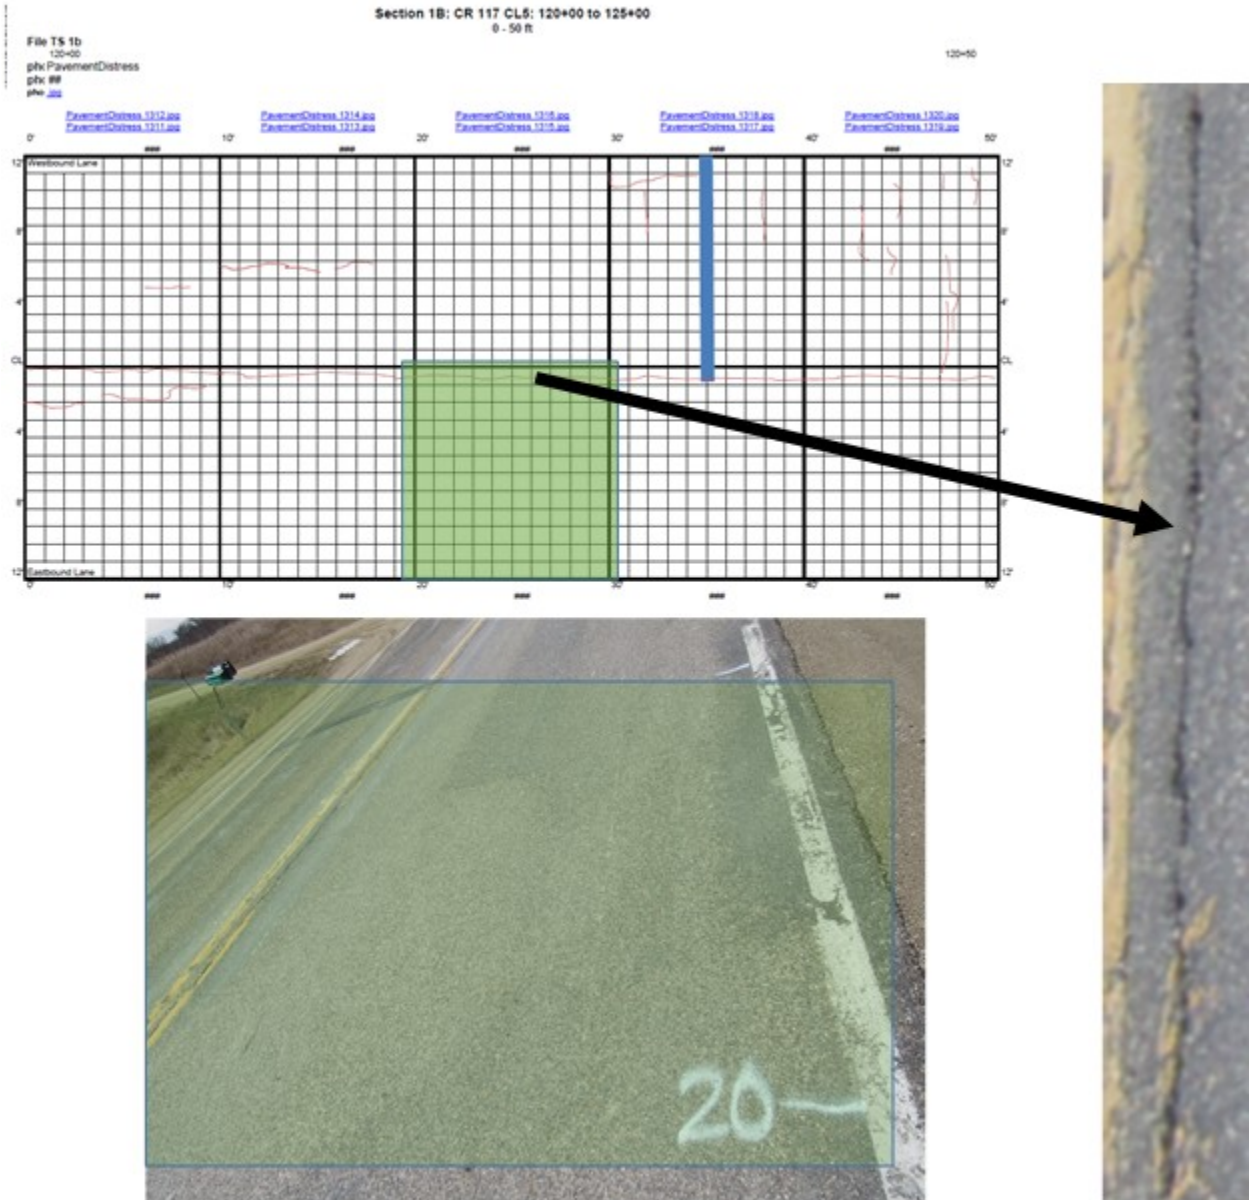 Section 1B: CR 117 CL5: 120+00 to 125+00
0 - 50 ft
File TS 1b
120+00 120+50
phx PavementDistress
phx ##
phx .jpg
PavementDistress 1312.jpg PavementDistress 1314.jpg PavementDistress 1316.jpg PavementDistress 1318.jpg PavementDistress 1320.jpg
PavementDistress 1311.jpg PavementDistress 1313.jpg PavementDistress 1315.jpg PavementDistress 1317.jpg PavementDistress 1319.jpg
0' 10' 20' 30' 40' 50'
### ### ### ### ###
12' Westbound Lane 12'
8' 8'
4' 4'
CL CL
4' 4'
8' 8'
12' Eastbound Lane 12'
0' 10' 20' 30' 40' 50'
### ### ### ### ###
20